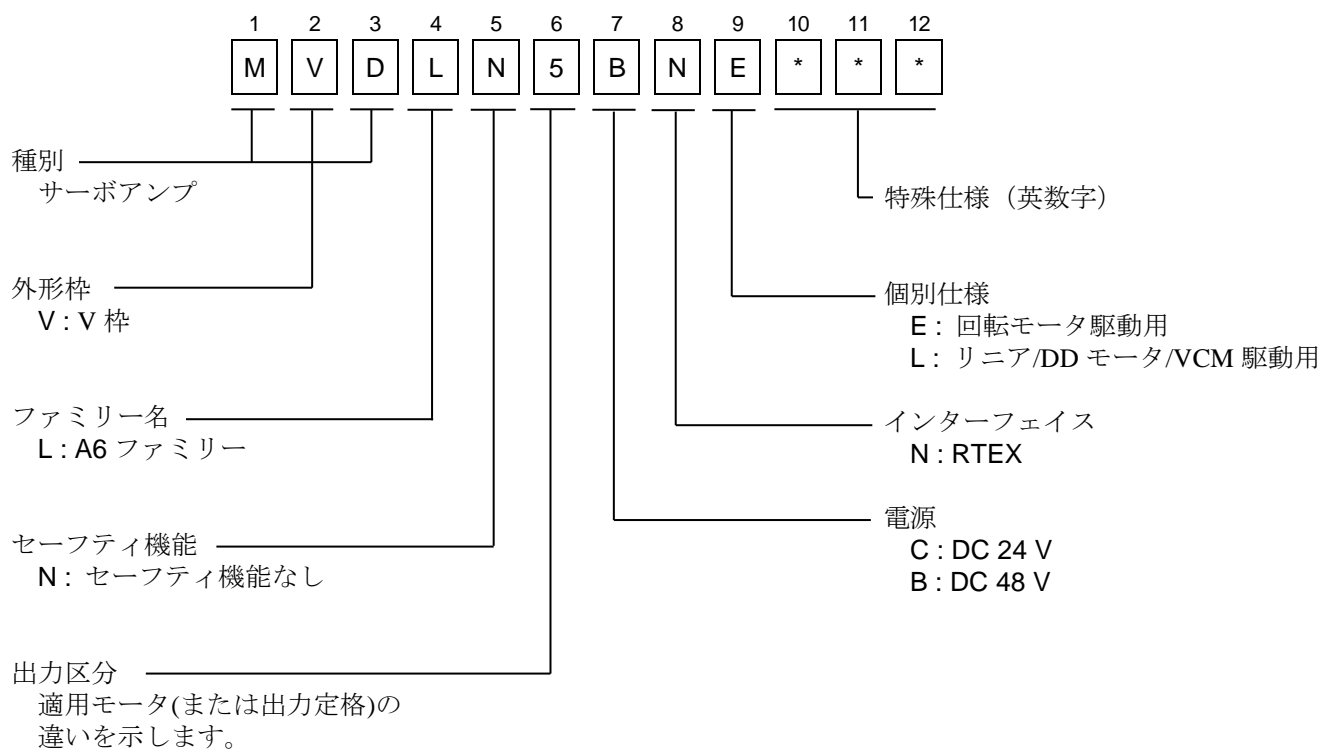 1 2 3 4 5 6 7 8 9 10 11 12
M V D L N 5 B N E * * *
種別
サーボアンプ
特殊仕様（英数字）
外形枠
V : V 枠
個別仕様
E : 回転モータ駆動用
L : リニア/DD モータ/VCM 駆動用
ファミリー名
L : A6 ファミリー
インターフェイス
N : RTEX
セーフティ機能
N : セーフティ機能なし
電源
C : DC 24 V
B : DC 48 V
出力区分
適用モータ(または出力定格)の
違いを示します。